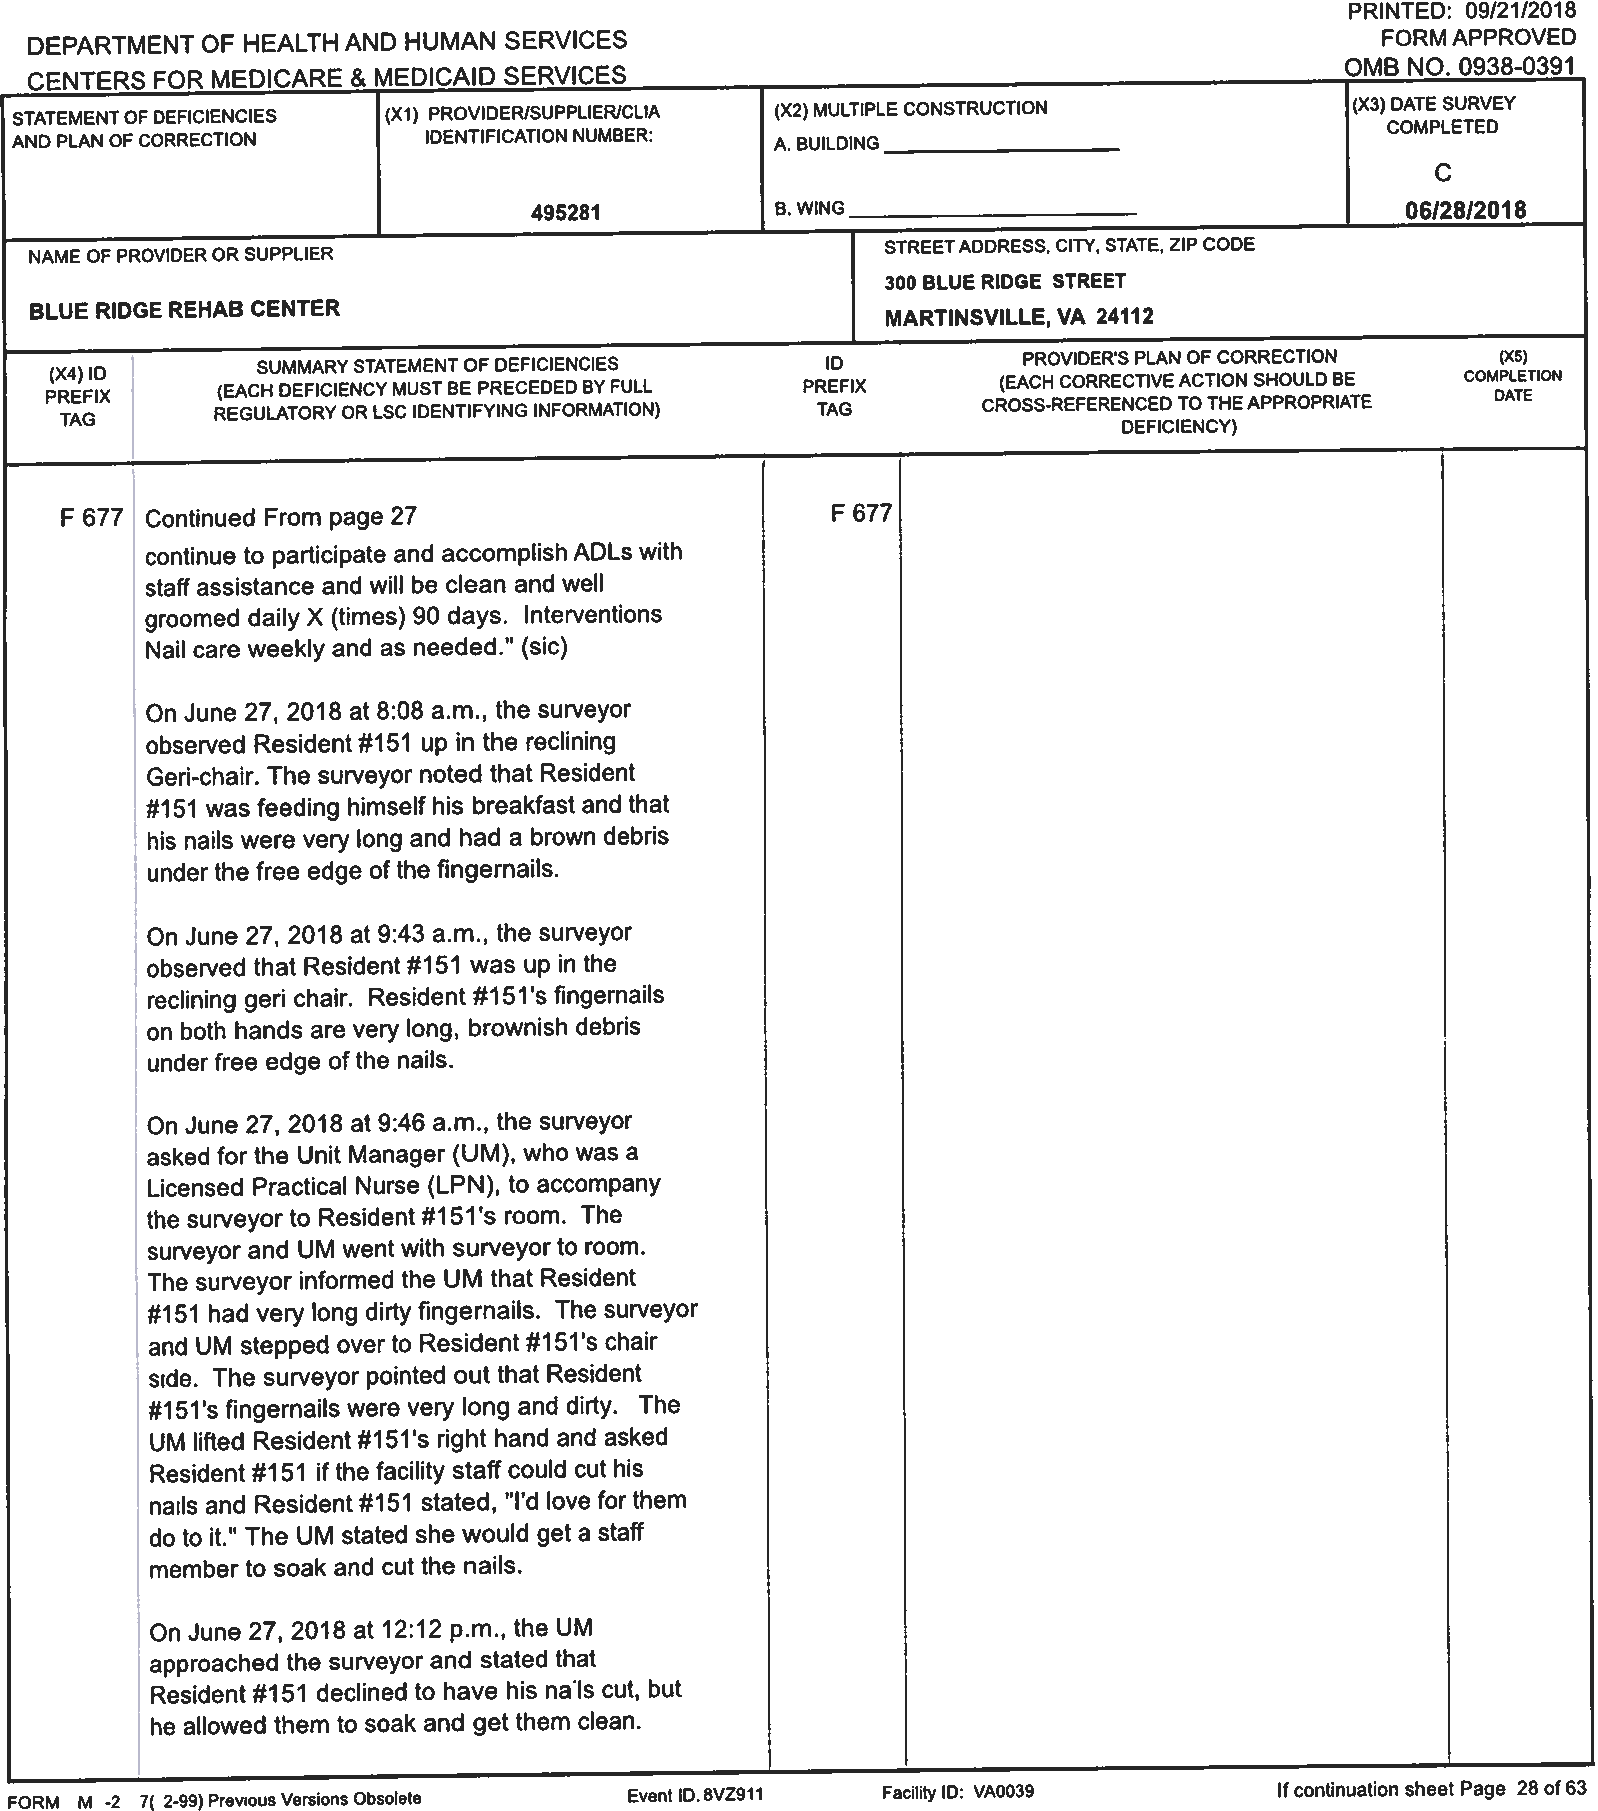 PRINTED: 09/21/2018
DEPARTMENT OF HEALTH AND HUMAN SERVICES
FORM APPROVED
CENTERS FOR MEDICARE & MEDICAID SERVICES
OMB NO. 0938-0391
STATEMENT OF DEFICIENCIES
AND PLAN OF CORRECTION
(X1) PROVIDER/SUPPLIER/CLIA
IDENTIFICATION NUMBER:
495281
(X2) MULTIPLE CONSTRUCTION
A. BUILDING
B. WING
(X3) DATE SURVEY
COMPLETED
C
06/28/2018
NAME OF PROVIDER OR SUPPLIER
BLUE RIDGE REHAB CENTER
STREET ADDRESS, CITY, STATE, ZIP CODE
300 BLUE RIDGE STREET
MARTINSVILLE, VA 24112
(X4) ID
PREFIX
TAG
SUMMARY STATEMENT OF DEFICIENCIES
(EACH DEFICIENCY MUST BE PRECEDED BY FULL
REGULATORY OR LSC IDENTIFYING INFORMATION)
ID
PREFIX
TAG
PROVIDER'S PLAN OF CORRECTION
(EACH CORRECTIVE ACTION SHOULD BE
CROSS-REFERENCED TO THE APPROPRIATE
DEFICIENCY)
(X5)
COMPLETION
DATE
F 677 Continued From page 27
F 677
continue to participate and accomplish ADLs with
staff assistance and will be clean and well
groomed daily X (times) 90 days. Interventions
Nail care weekly and as needed." (sic)
On June 27, 2018 at 8:08 a.m., the surveyor
observed Resident #151 up in the reclining
Geri-chair. The surveyor noted that Resident
#151 was feeding himself his breakfast and that
his nails were very long and had a brown debris
under the free edge of the fingernails.
On June 27, 2018 at 9:43 a.m., the surveyor
observed that Resident #151 was up in the
reclining geri chair. Resident #151's fingernails
on both hands are very long, brownish debris
under free edge of the nails.
On June 27, 2018 at 9:46 a.m., the surveyor
asked for the Unit Manager (UM), who was a
Licensed Practical Nurse (LPN), to accompany
the surveyor to Resident #151's room. The
surveyor and UM went with surveyor to room.
The surveyor informed the UM that Resident
#151 had very long dirty fingernails. The surveyor
and UM stepped over to Resident #151's chair
side. The surveyor pointed out that Resident
#151's fingernails were very long and dirty. The
UM lifted Resident #151's right hand and asked
Resident #151 if the facility staff could cut his
nails and Resident #151 stated, "I'd love for them
do to it." The UM stated she would get a staff
member to soak and cut the nails.
On June 27, 2018 at 12:12 p.m., the UM
approached the surveyor and stated that
Resident #151 declined to have his nails cut, but
he allowed them to soak and get them clean.
FORM M -2 7( 2-99) Previous Versions Obsolete
Event ID. 8VZ911
Facility ID: VA0039
If continuation sheet Page 28 of 63